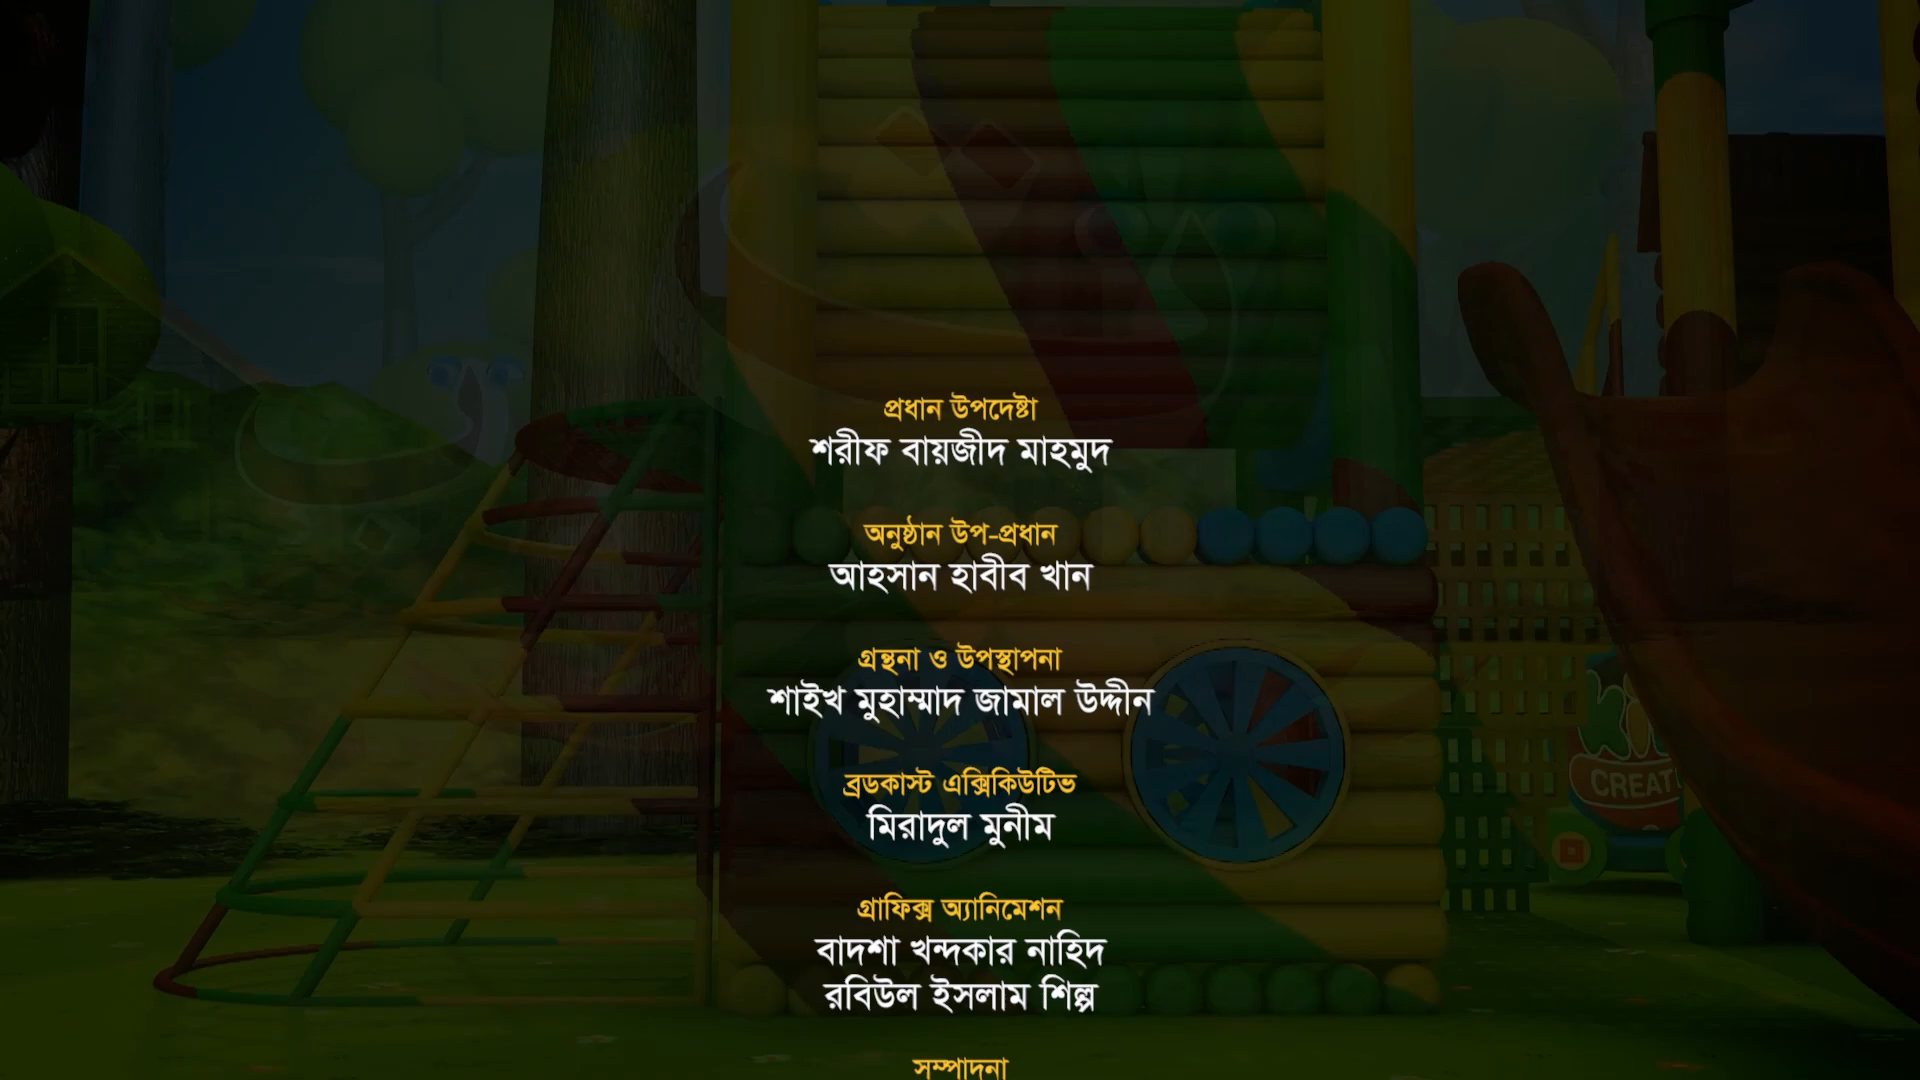 প্রধান উপদেষ্টা
শরীফ বায়জীদ মাহমুদ
অনুষ্ঠান উপ-প্রধান
আহসান হাবীব খান
গ্রন্থনা ও উপস্থাপনা
শাইখ মুহাম্মাদ জামাল উদ্দীন
ব্রডকাস্ট এক্সিকিউটিভ
মিরাদুল মুনীম
গ্রাফিক্স অ্যানিমেশন
বাদশা খন্দকার নাহিদ
রবিউল ইসলাম শিল্প
সম্পাদনা
CREAT